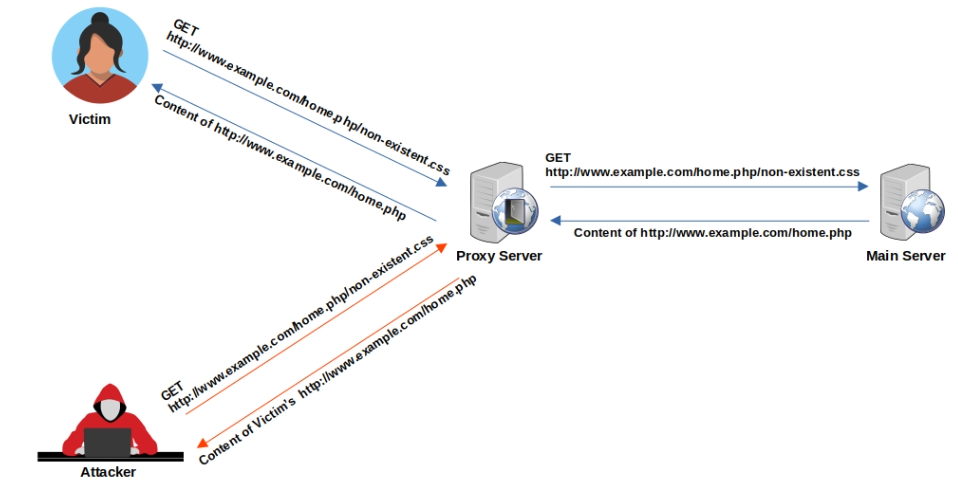 GET
http://www.example.com/home.php/non-existent.css
Content of http://www.example.com/home.php
Victim
GET
http://www.example.com/home.php/non-existent.css
Content of http://www.example.com/home.php
Proxy Server
Main Server
GET
http://www.example.com/home.php/non-existent.css
Content of Victim's http://www.example.com/home.php
Attacker